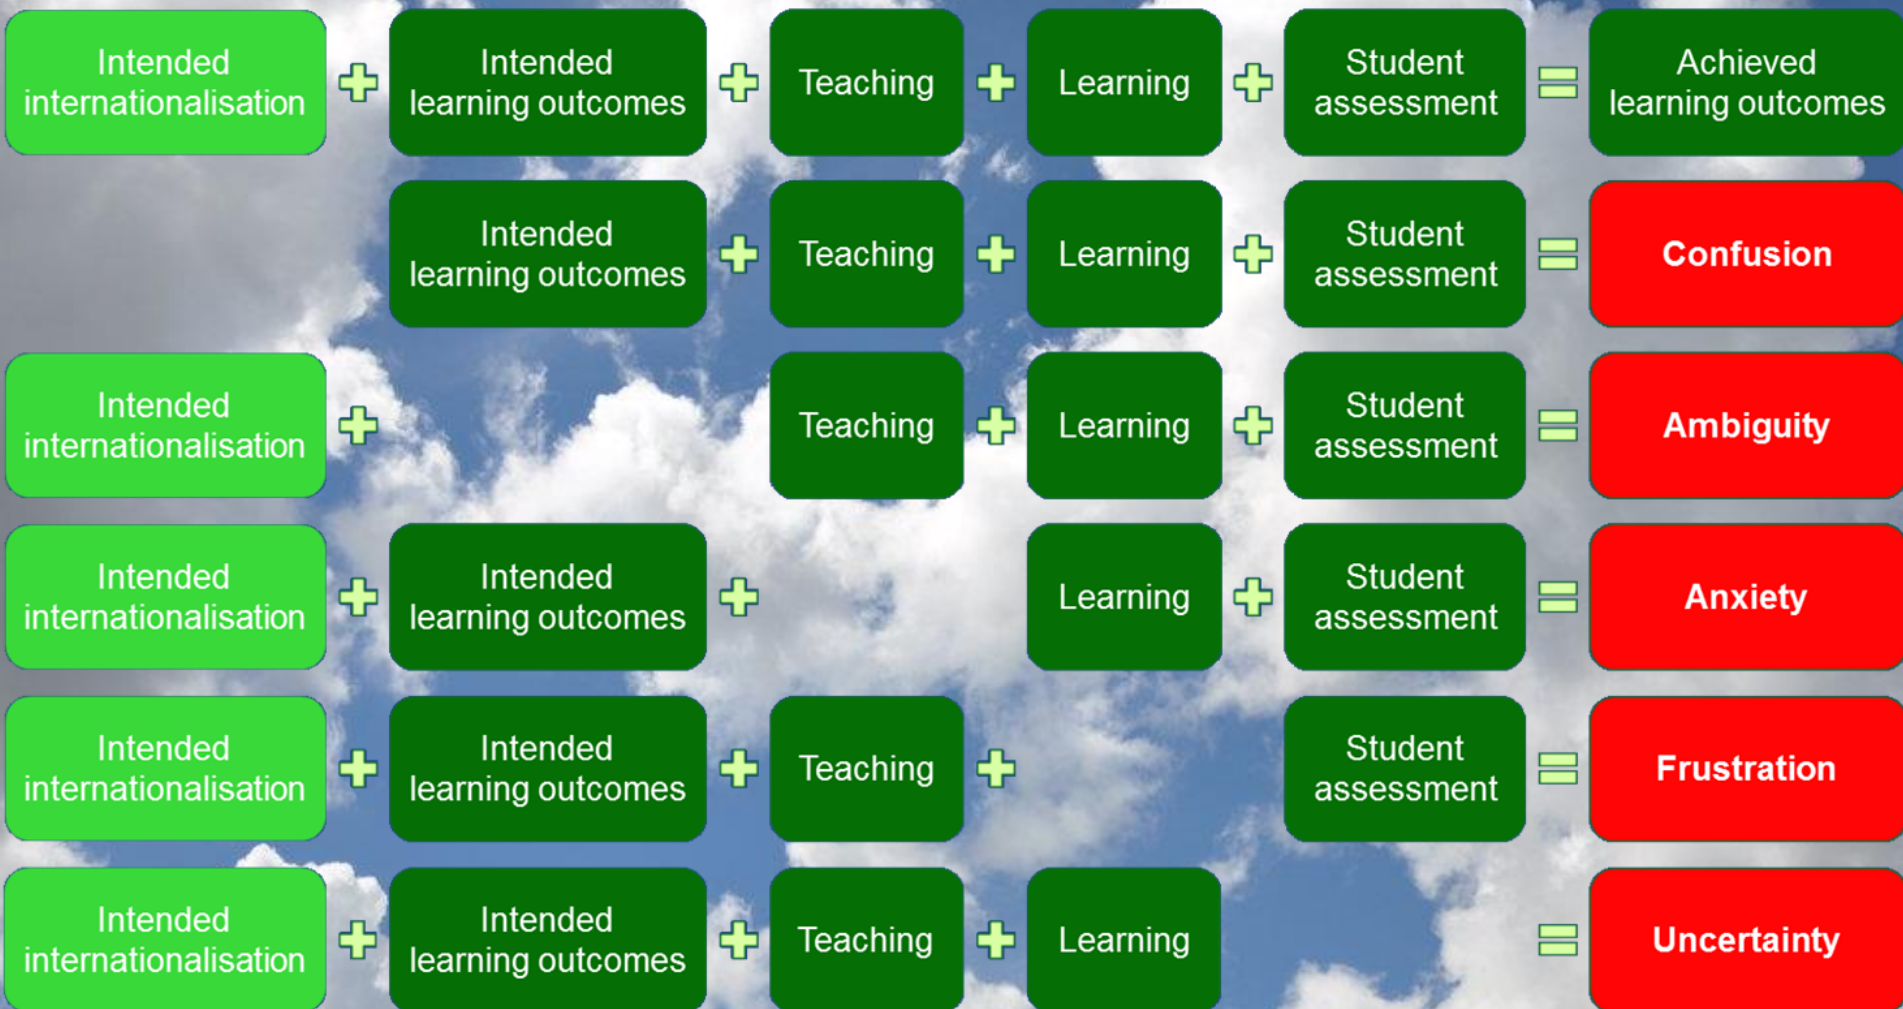 Intended
internationalisation
Intended
learning outcomes
Teaching
Learning
Student
assessment
Achieved
learning outcomes
Intended
learning outcomes
Teaching
Learning
Student
assessment
Confusion
Intended
internationalisation
Teaching
Learning
Student
assessment
Ambiguity
Intended
internationalisation
Intended
learning outcomes
Learning
Student
assessment
Anxiety
Intended
internationalisation
Intended
learning outcomes
Teaching
Student
assessment
Frustration
Intended
internationalisation
Intended
learning outcomes
Teaching
Learning
Uncertainty